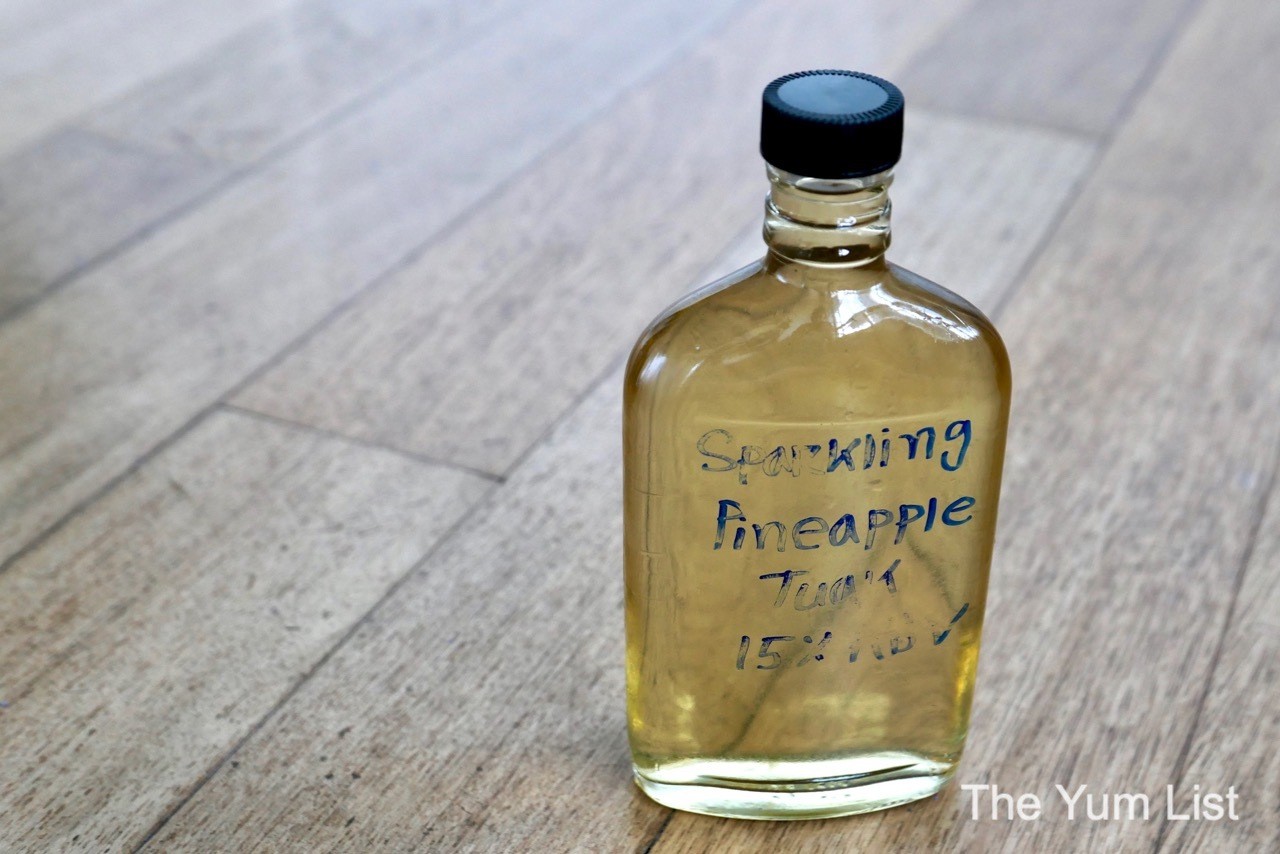 Sparkling
Pineapple
Tuak
15% ABV
The Yum List